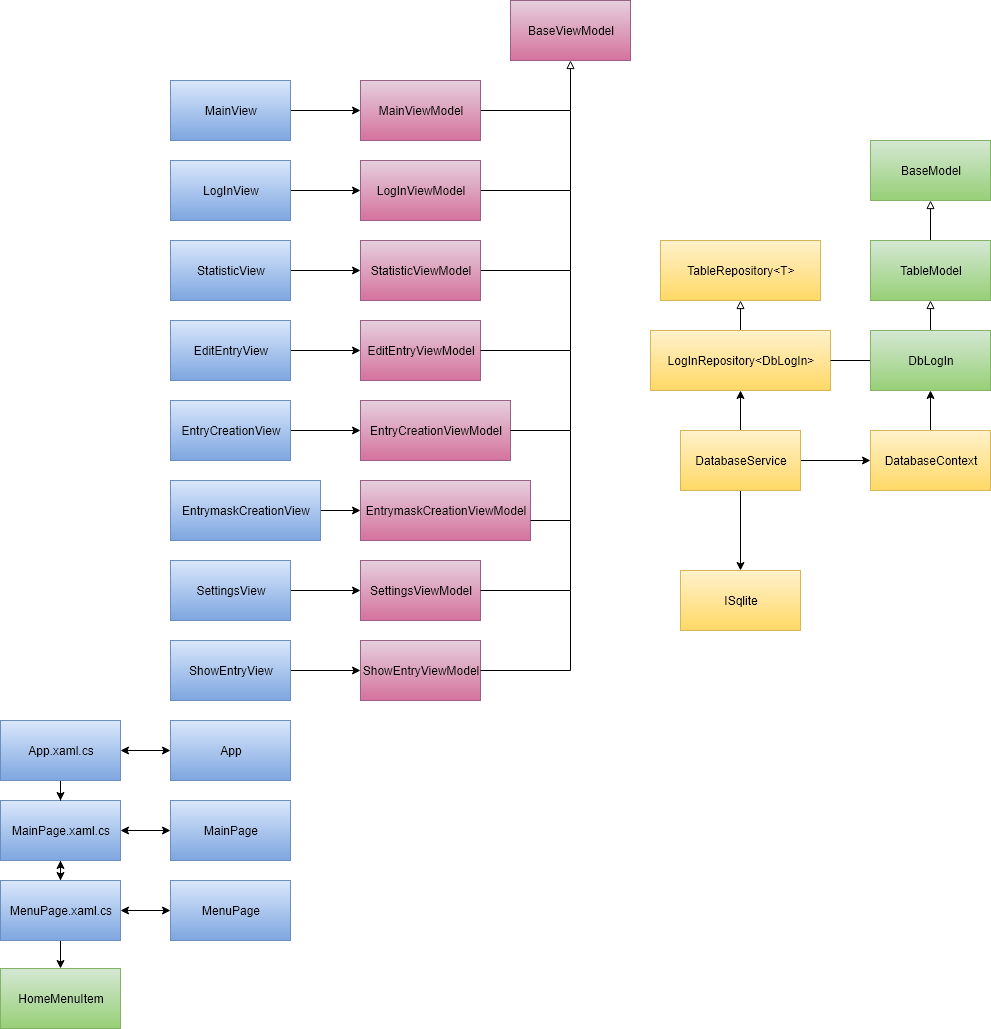 BaseViewModel
MainView
MainViewModel
LogInView
LogInViewModel
BaseModel
StatisticView
StatisticViewModel
TableRepository<T>
TableModel
EditEntryView
EditEntryViewModel
LogInRepository<DbLogIn>
DbLogIn
EntryCreationView
EntryCreationViewModel
DatabaseService
DatabaseContext
EntrymaskCreationView
EntrymaskCreationViewModel
SettingsView
SettingsViewModel
ISqlite
ShowEntryView
ShowEntryViewModel
App.xaml.cs
App
MainPage.xaml.cs
MainPage
MenuPage.xaml.cs
MenuPage
HomeMenuItem